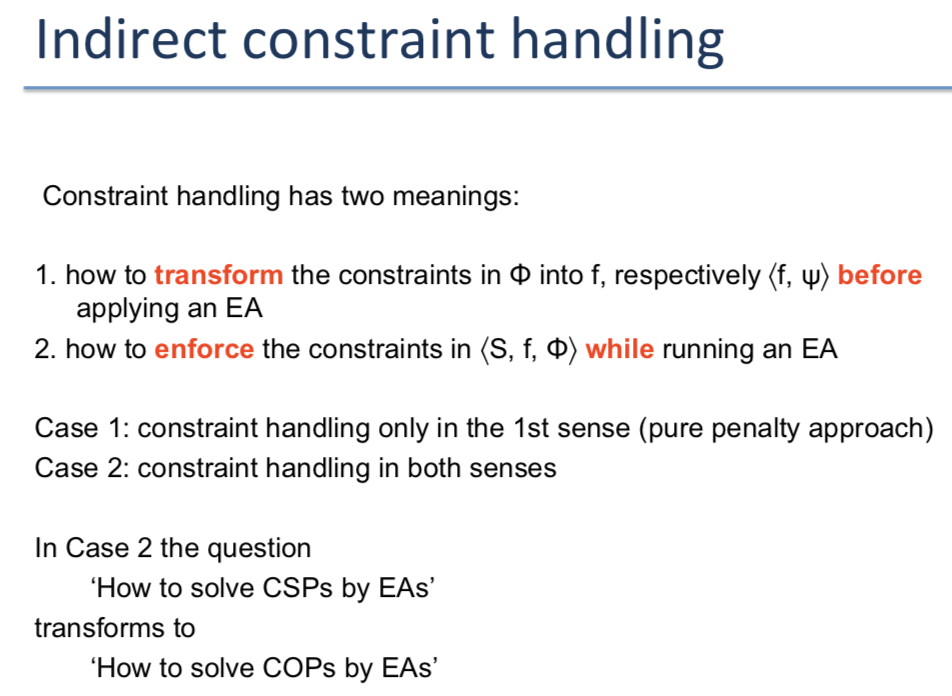 Indirect constraint handling
Constraint handling has two meanings:
1. how to transform the constraints in Φ into f, respectively ⟨f, ψ⟩ before
applying an EA
2. how to enforce the constraints in ⟨S, f, Φ⟩ while running an EA
Case 1: constraint handling only in the 1st sense (pure penalty approach)
Case 2: constraint handling in both senses
In Case 2 the question
‘How to solve CSPs by EAs’
transforms to
‘How to solve COPs by EAs’